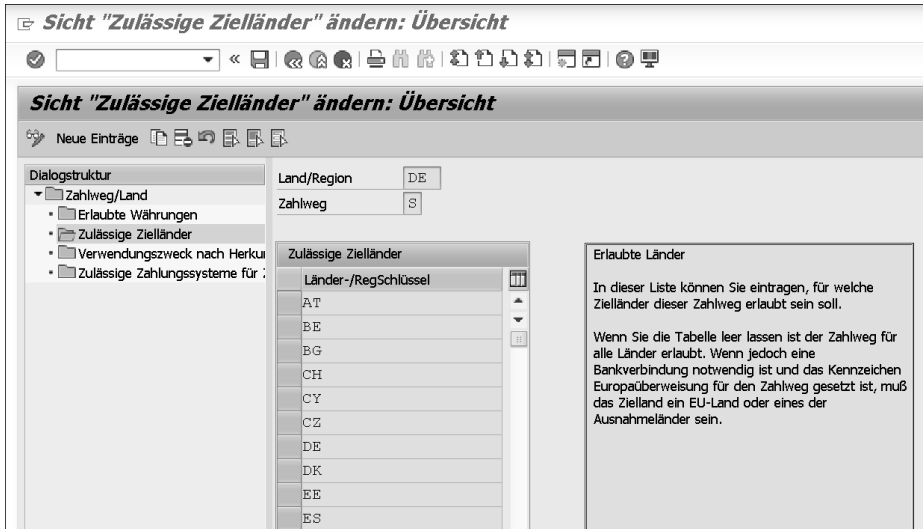 Sicht "Zulässige Zielländer" ändern: Übersicht
Sicht "Zulässige Zielländer" ändern: Übersicht
Neue Einträge
Dialogstruktur
Zahlweg/Land
Erlaubte Währungen
Zulässige Zielländer
Verwendungszweck nach Herku
Zulässige Zahlungssysteme für
Land/Region DE
Zahlweg S
Zulässige Zielländer
Länder-/RegSchlüssel
AT
BE
BG
CH
CY
CZ
DE
DK
EE
ES
Erlaubte Länder
In dieser Liste können Sie eintragen, für welche
Zielländer dieser Zahlweg erlaubt sein soll.
Wenn Sie die Tabelle leer lassen ist der Zahlweg für
alle Länder erlaubt. Wenn jedoch eine
Bankverbindung notwendig ist und das Kennzeichen
Europaüberweisung für den Zahlweg gesetzt ist, muß
das Zielland ein EU-Land oder eines der
Ausnahmeländer sein.